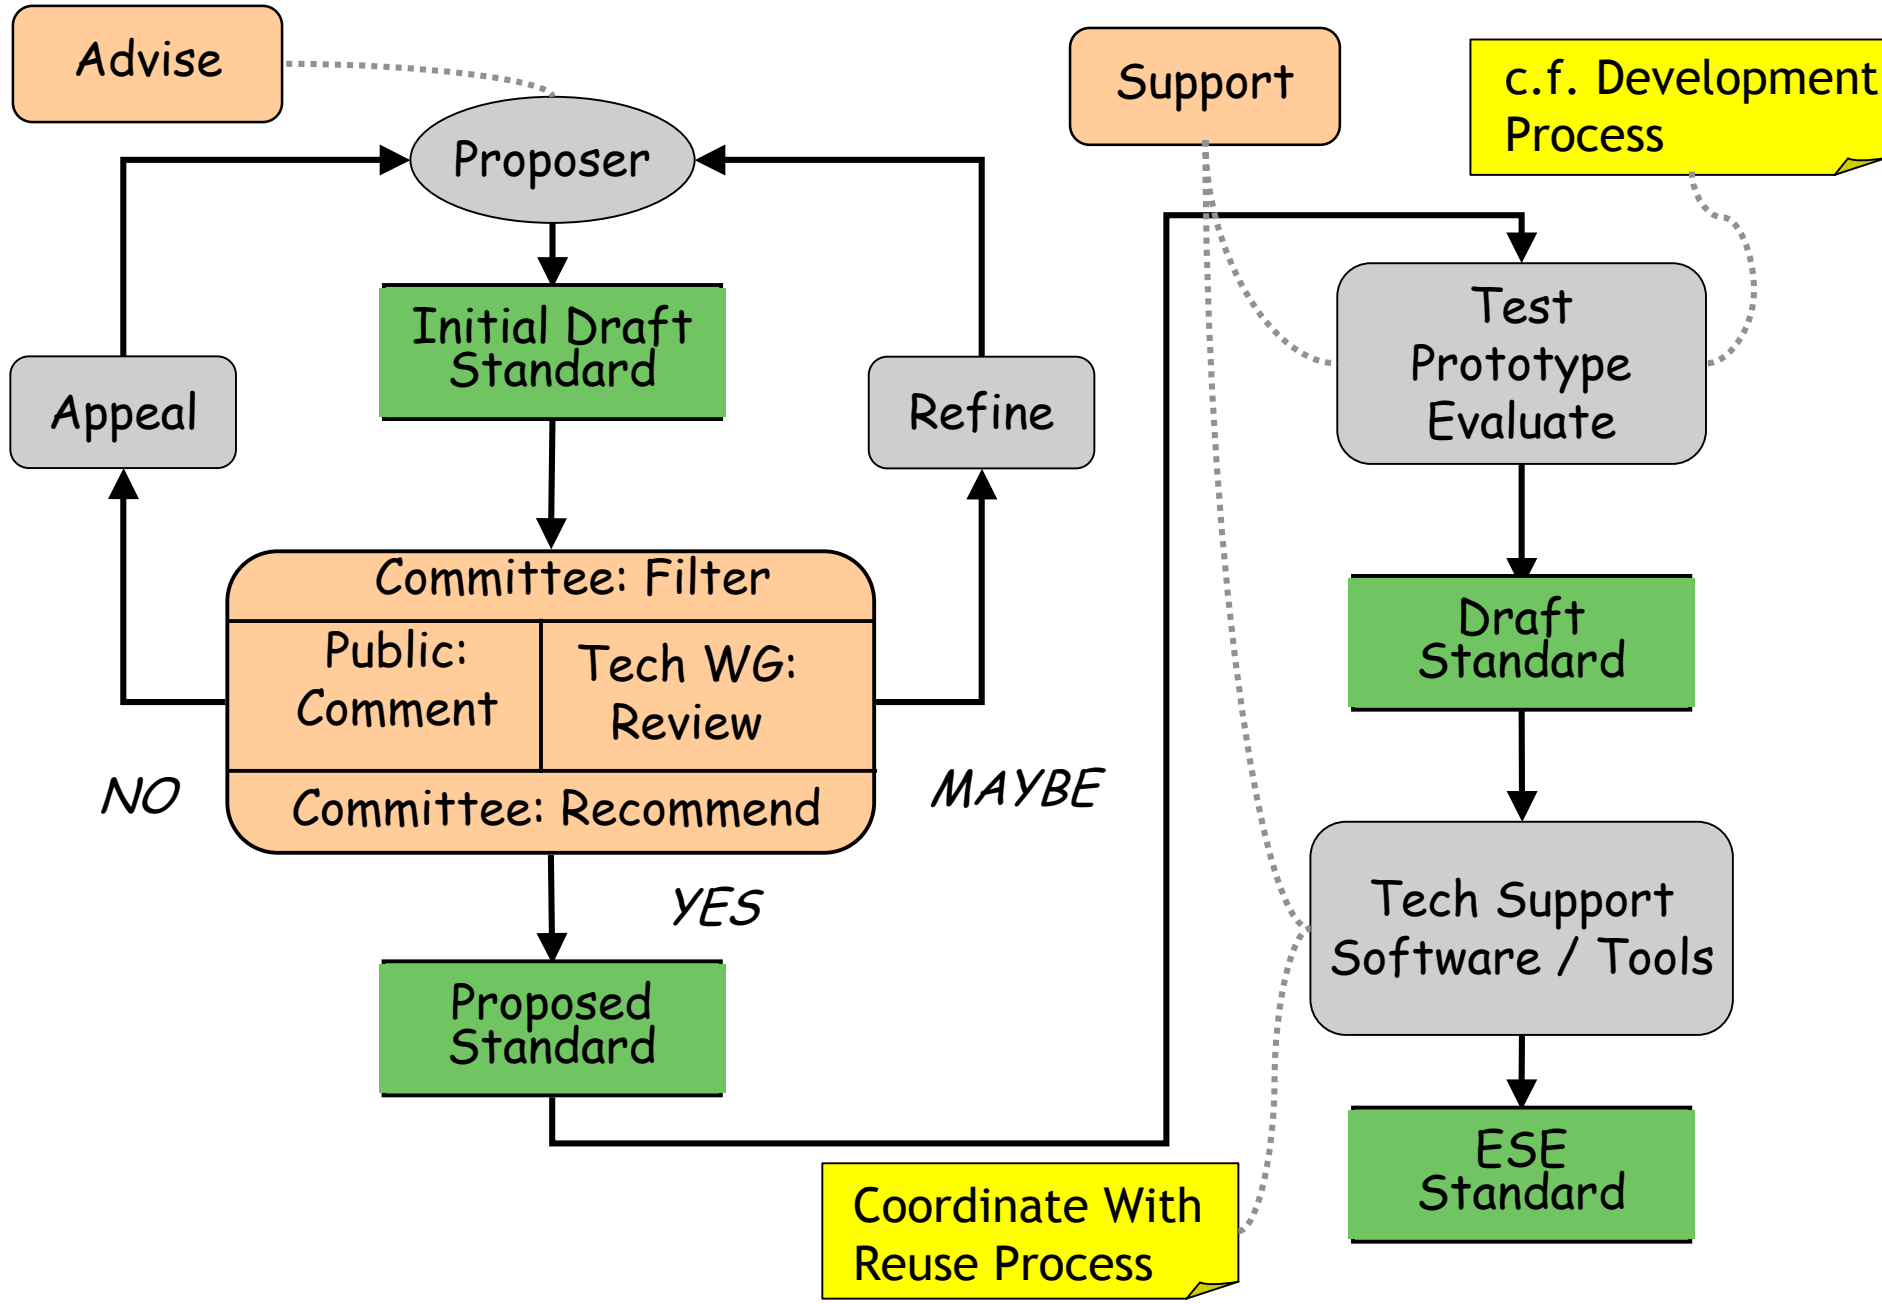 Advise
Support
c.f. Development
Process
Proposer
Initial Draft
Standard
Appeal
Refine
Test
Prototype
Evaluate
Committee: Filter
Public:
Comment
Tech WG:
Review
Committee: Recommend
NO
MAYBE
YES
Draft
Standard
Proposed
Standard
Tech Support
Software / Tools
ESE
Standard
Coordinate With
Reuse Process